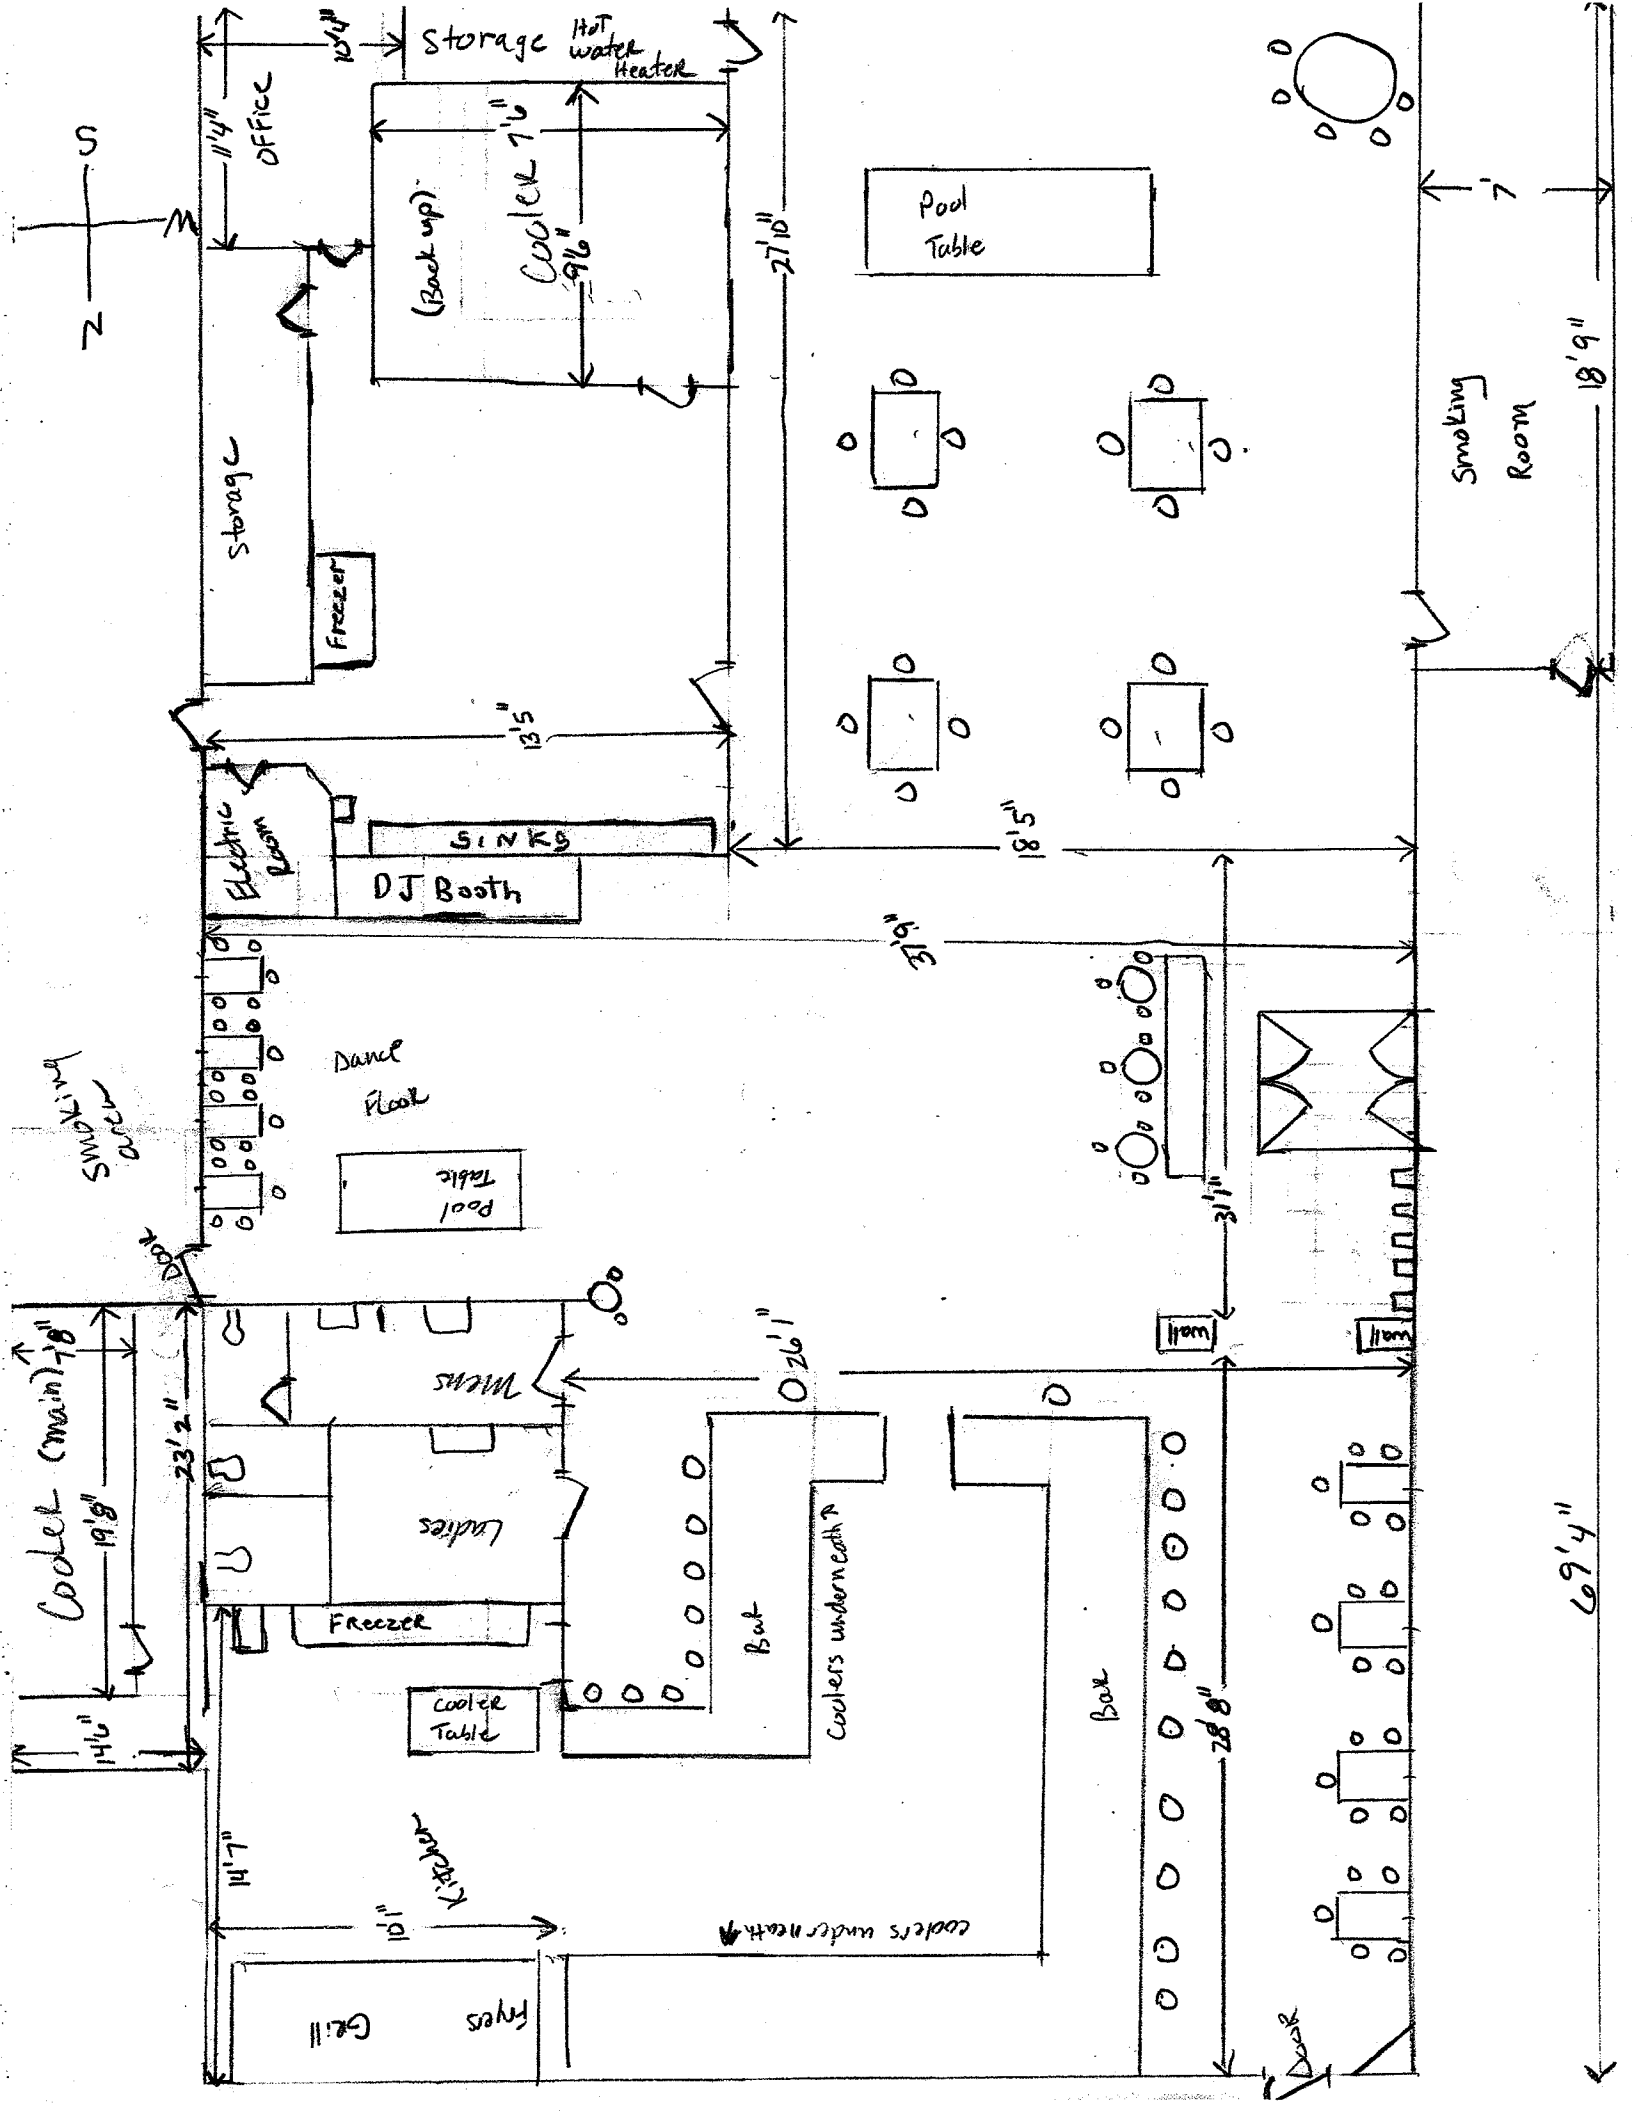 10'4"
Storage
Hot
Water
Heater
11'4"
OFFice
S
N
7'6"
Cooler
(Back up)
9'6"
27'10"
Pool
Table
7'
18'9"
Smoking
Room
Storage
Freezer
13'5"
Electric
Room
SINKS
DJ Booth
18'5"
31'9"
Smoking
area
Dance
Floor
Pool
Table
Door
31'1"
wall
wall
Cooler (main)
7'8"
19'8"
23'2"
14'6"
Mens
26'1"
Ladies
Freezer
Cooler
Table
Bar
Coolers underneath
Bar
28'8"
69'4"
14'7"
10'1"
Kitchen
coolers underneath
Grill
Fryers
Door